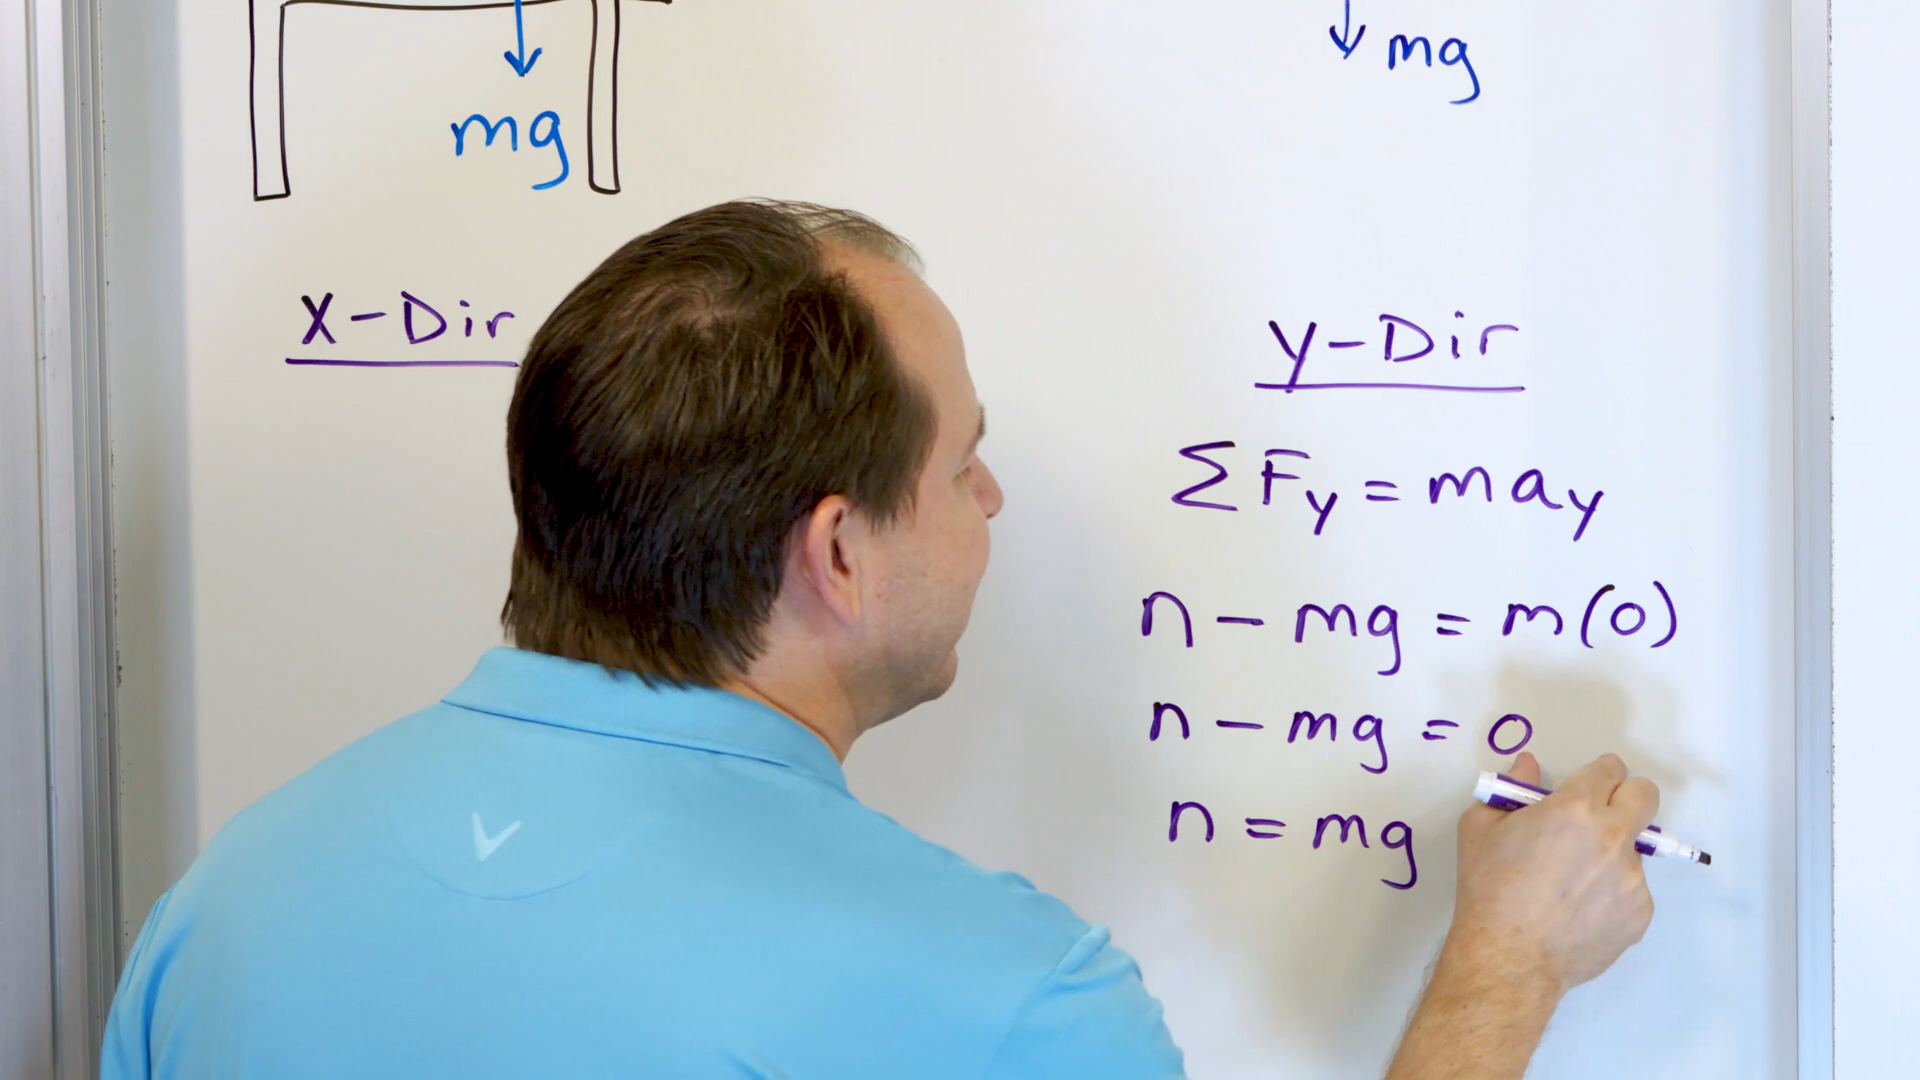 mg
mg
x-Dir
y-Dir
ΣFy = may
n - mg = m(0)
n - mg = 0
n = mg